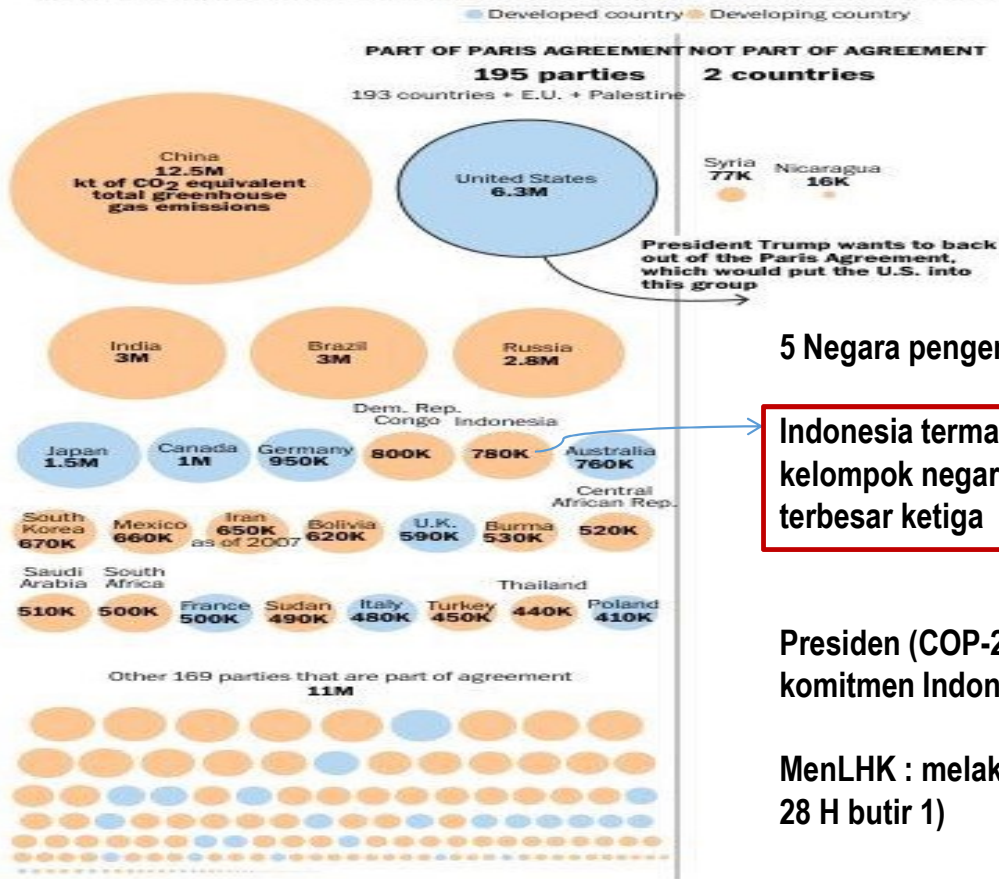 Developed country Developing country
PART OF PARIS AGREEMENT NOT PART OF AGREEMENT
195 parties 2 countries
193 countries + E.U. + Palestine
China
12.5M
kt of CO₂ equivalent
total greenhouse
gas emissions
United States
6.3M
Syria
77K
Nicaragua
16K
President Trump wants to back
out of the Paris Agreement,
which would put the U.S. into
this group
India
3M
Brazil
3M
Russia
2.8M
Japan
1.5M
Canada
1M
Germany
950K
Dem. Rep.
Congo
800K
Indonesia
780K
Australia
760K
South
Korea
670K
Mexico
660K
Iran
650K
as of 2007
Bolivia
620K
U.K.
590K
Burma
530K
Central
African Rep.
520K
Saudi
Arabia
510K
South
Africa
500K
France
500K
Sudan
490K
Italy
480K
Turkey
450K
Thailand
440K
Poland
410K
Other 169 parties that are part of agreement
11M
5 Negara penger
Indonesia terma
kelompok negar
terbesar ketiga
Presiden (COP-2
komitmen Indon
MenLHK : melak
28 H butir 1)